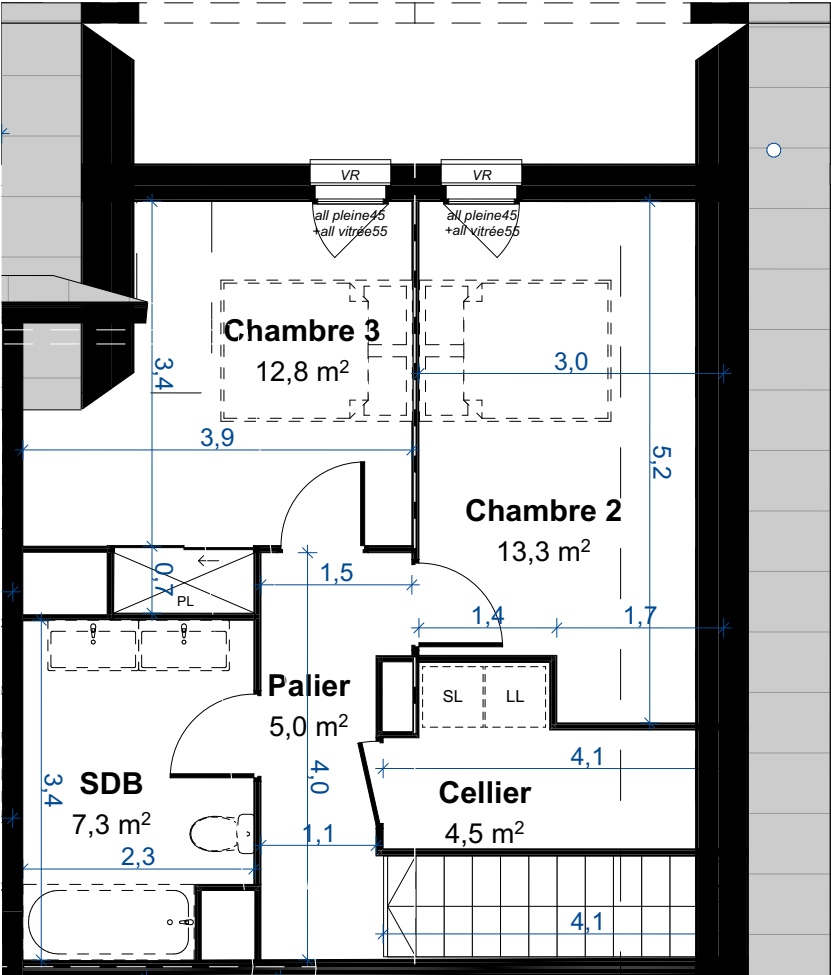 VR
VR
all pleine45
+all vitrée55
all pleine45
+all vitrée55
Chambre 3
12,8 m²
3,4
3,0
3,9
5,2
Chambre 2
13,3 m²
0,7
PL
1,5
1,4
1,7
Palier
5,0 m²
SL
LL
4,0
4,1
SDB
7,3 m²
3,4
Cellier
4,5 m²
1,1
2,3
4,1